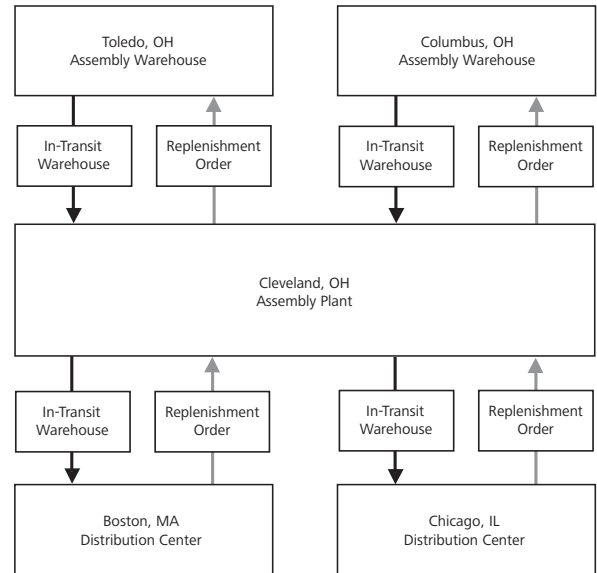 Toledo, OH
Assembly Warehouse
Columbus, OH
Assembly Warehouse
In-Transit
Warehouse
Replenishment
Order
In-Transit
Warehouse
Replenishment
Order
Cleveland, OH
Assembly Plant
In-Transit
Warehouse
Replenishment
Order
In-Transit
Warehouse
Replenishment
Order
Boston, MA
Distribution Center
Chicago, IL
Distribution Center